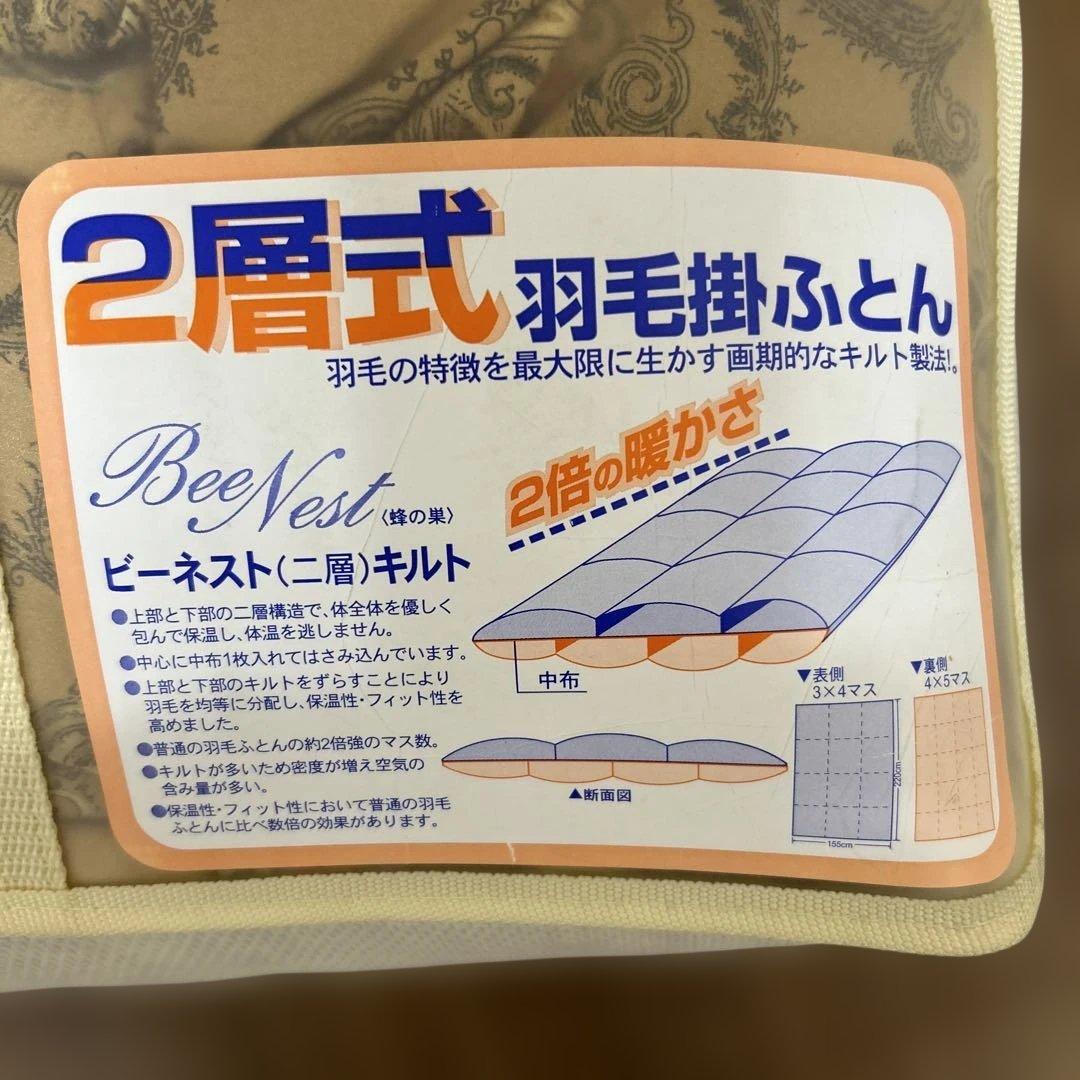 2層式 羽毛掛ふとん
羽毛の特徴を最大限に生かす画期的なキルト製法!。
Bee Nest〈蜂の巣〉
ビーネスト(二層)キルト
●上部と下部の二層構造で、体全体を優しく
包んで保温し、体温を逃しません。
●中心に中布1枚入れてはさみ込んでいます。
●上部と下部のキルトをずらすことにより
羽毛を均等に分配し、保温性・フィット性を
高めました。
●普通の羽毛ふとんの約2倍強のマス数。
●キルトが多いため密度が増え空気の
含み量が多い。
●保温性・フィット性において普通の羽毛
ふとんに比べ数倍の効果があります。
2倍の暖かさ
中布
▲断面図
▼表側
3×4マス
220cm
155cm
▼裏側
4×5マス